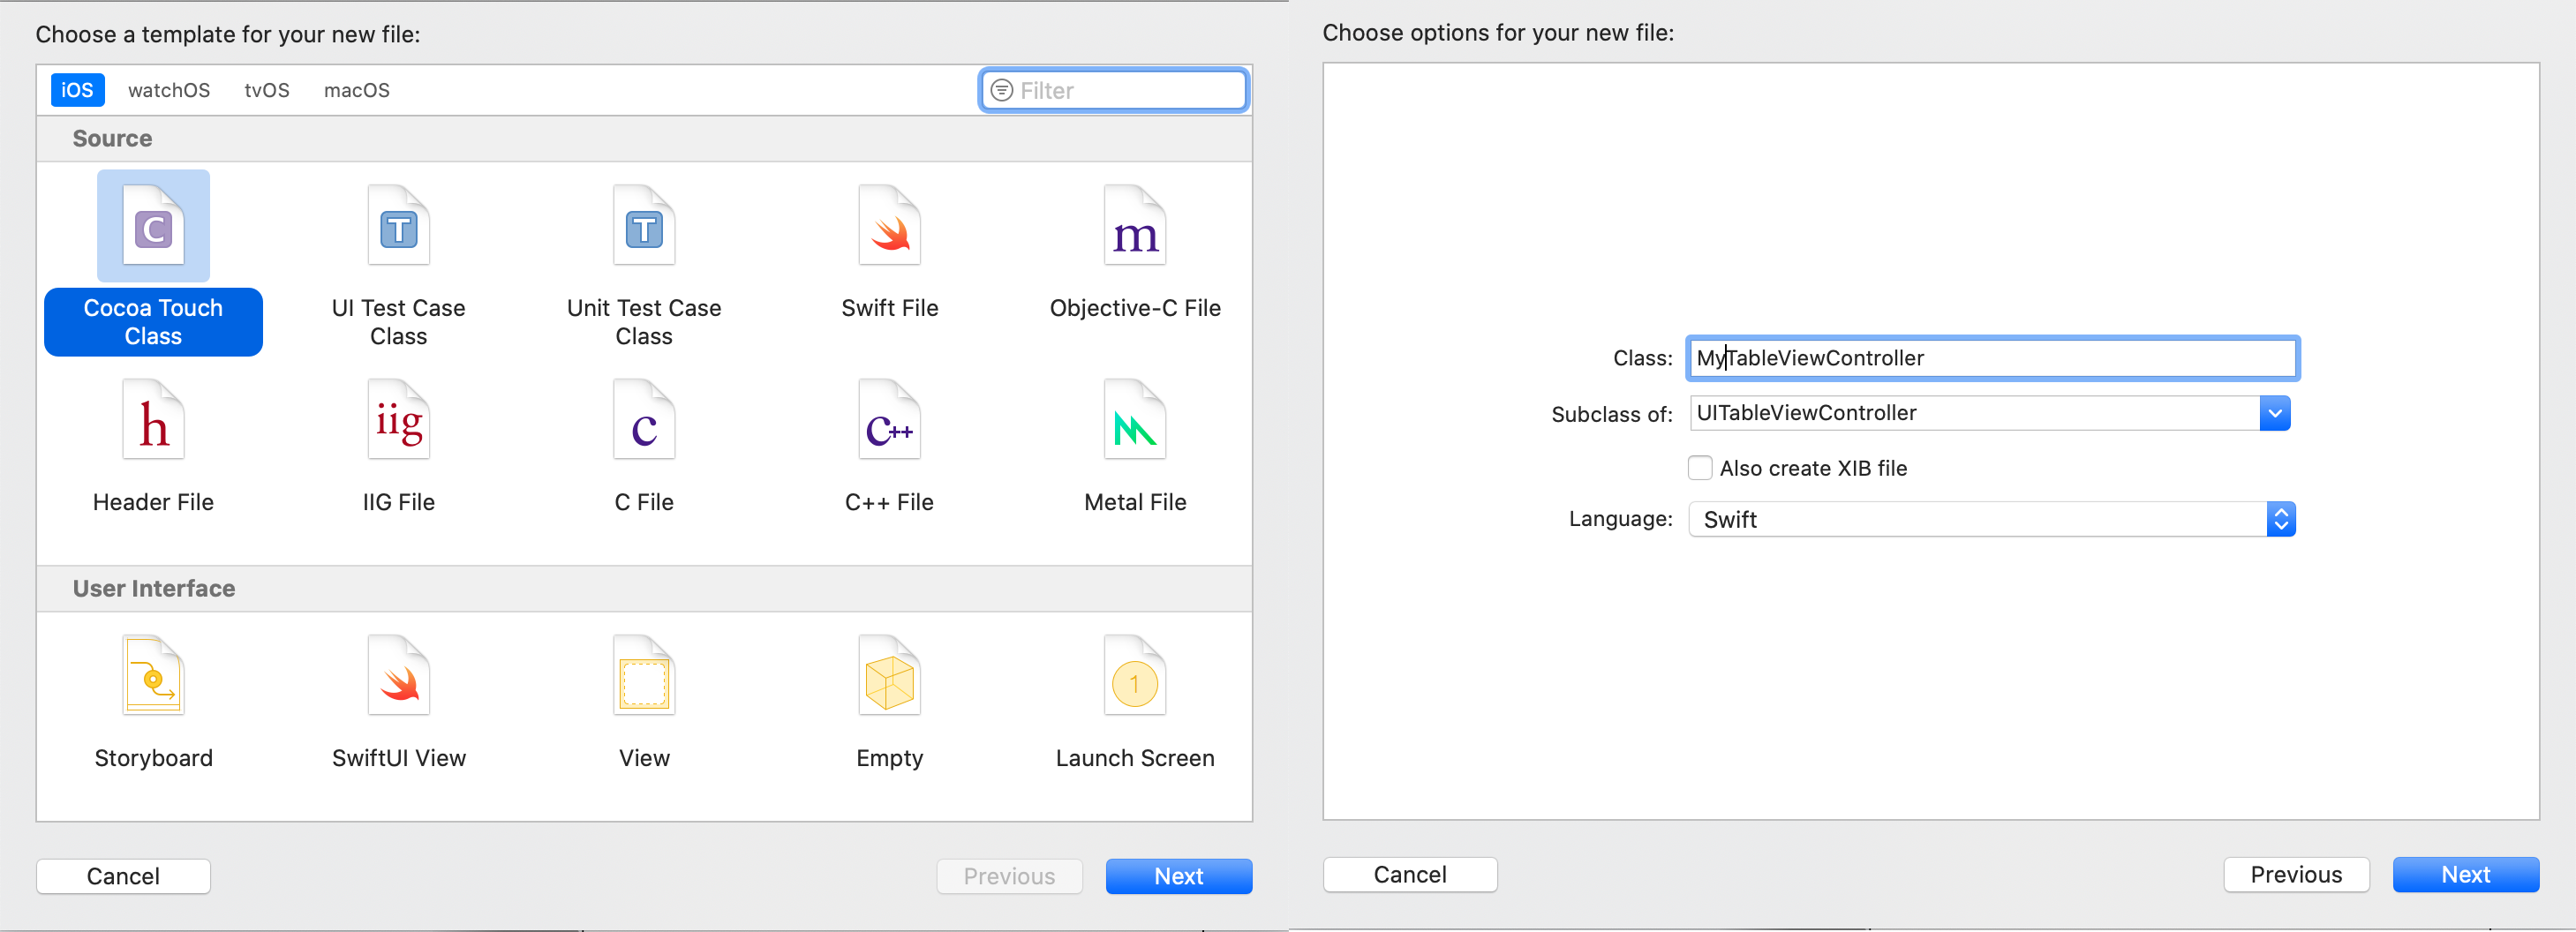 Choose a template for your new file:
iOS watchOS tvOS macOS Filter
Source
C T T m
Cocoa Touch Class
UI Test Case Class
Unit Test Case Class
Swift File
Objective-C File
h iig c c++
Header File
IIG File
C File
C++ File
Metal File
User Interface
1
Storyboard
SwiftUI View
View
Empty
Launch Screen
Cancel Previous Next
Choose options for your new file:
Class: MyTableViewController
Subclass of: UITableViewController
Also create XIB file
Language: Swift
Cancel Previous Next